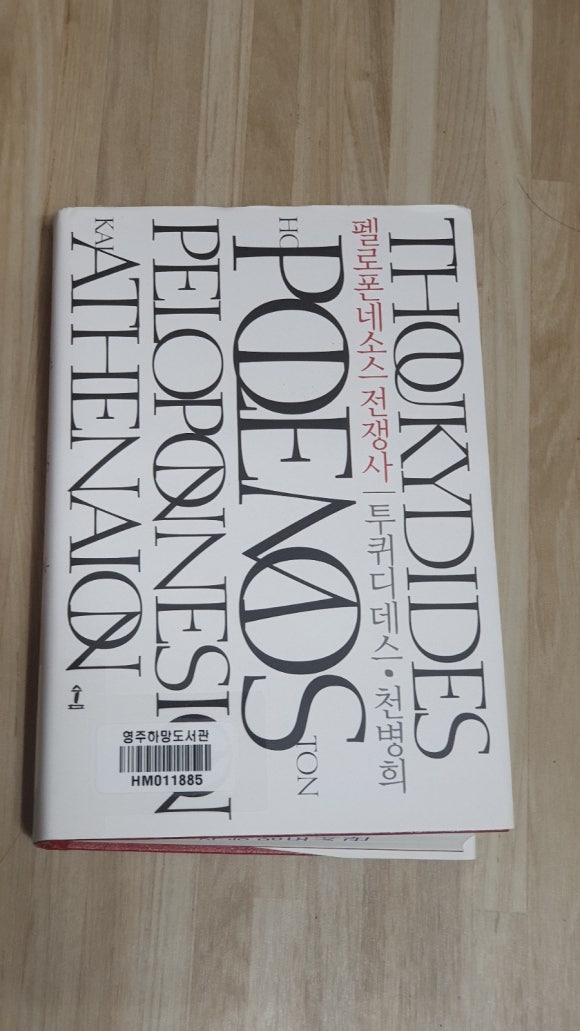 THOUKYDIDES
펠로폰네소스 전쟁사 | 투퀴디데스 · 천병희
HO
POLEMOS
TON
PELOPONNESION
KAI
ATHENAION
영주하망도서관
HM011885